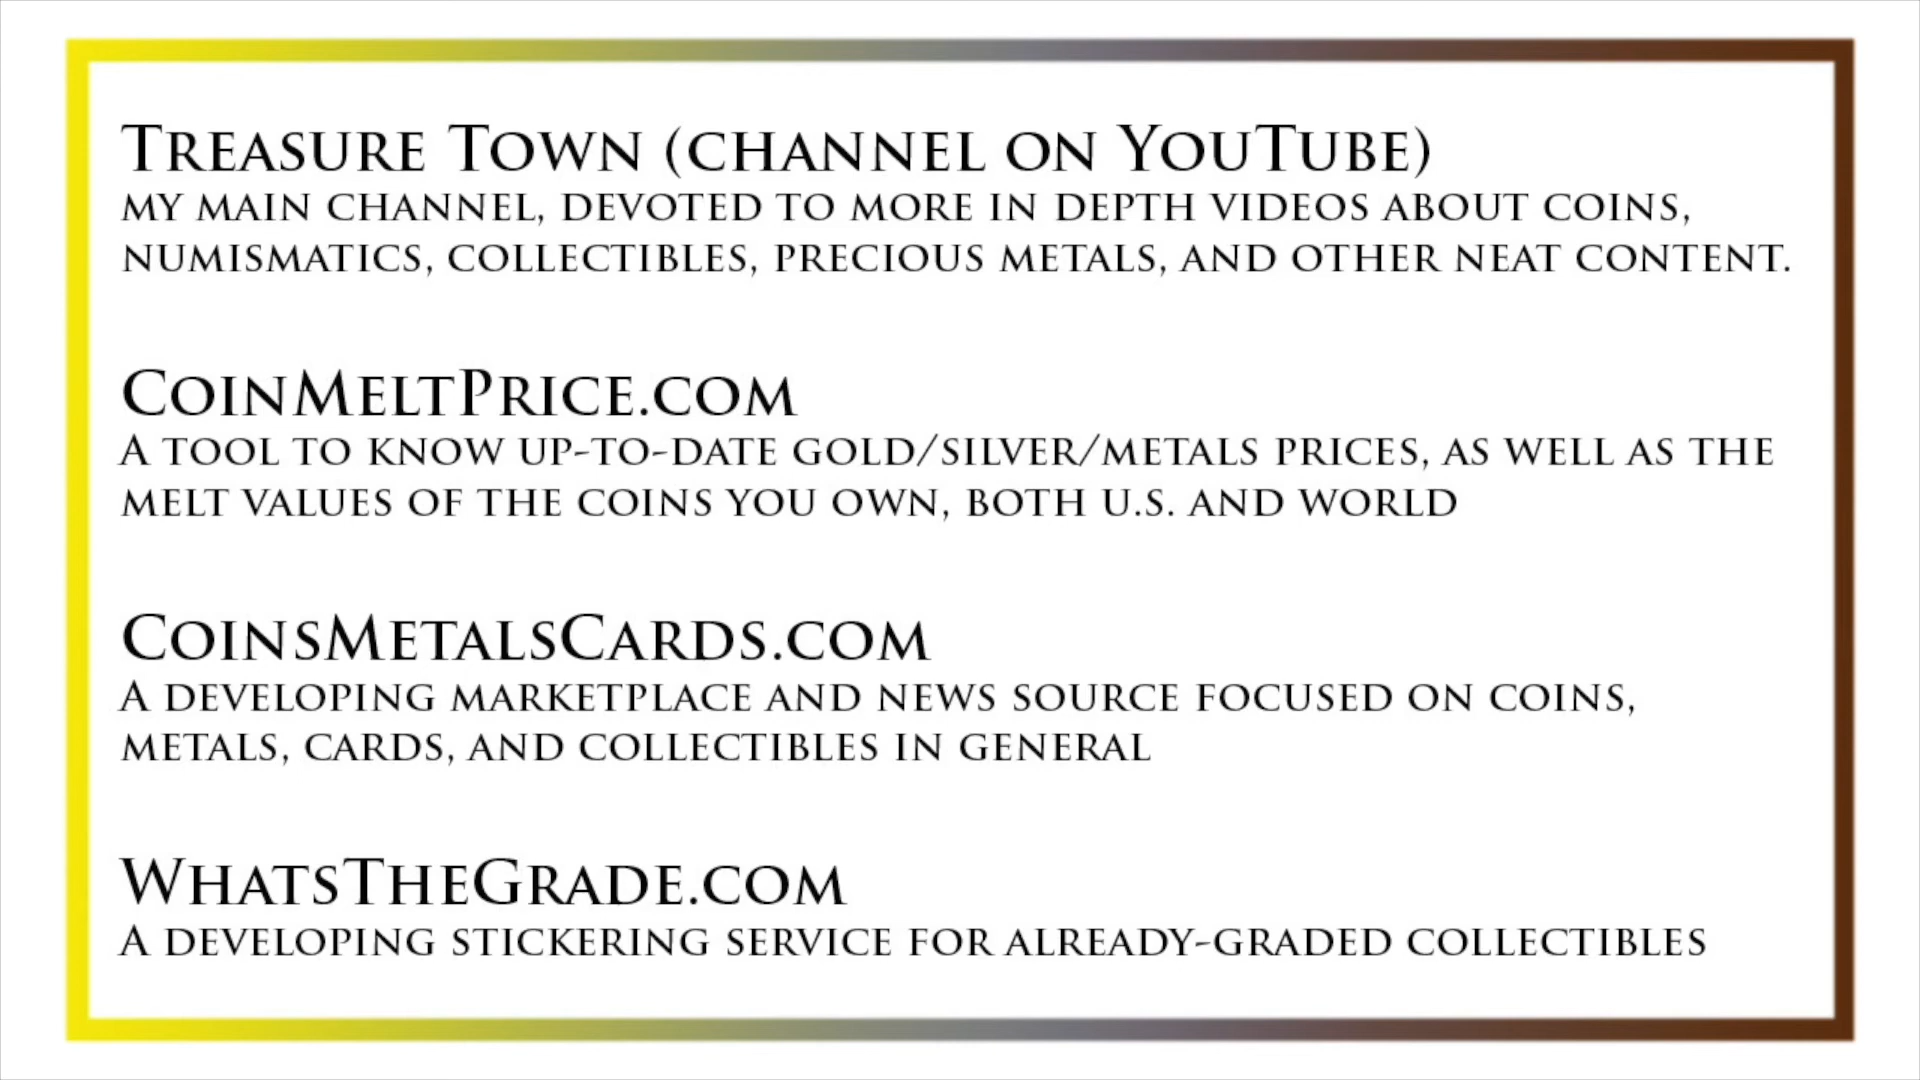 Treasure Town (channel on YouTube)
my main channel, devoted to more in depth videos about coins,
numismatics, collectibles, precious metals, and other neat content.
CoinMeltPrice.com
A tool to know up-to-date gold/silver/metals prices, as well as the
melt values of the coins you own, both u.s. and world
CoinsMetalsCards.com
A developing marketplace and news source focused on coins,
metals, cards, and collectibles in general
WhatsTheGrade.com
A developing stickering service for already-graded collectibles